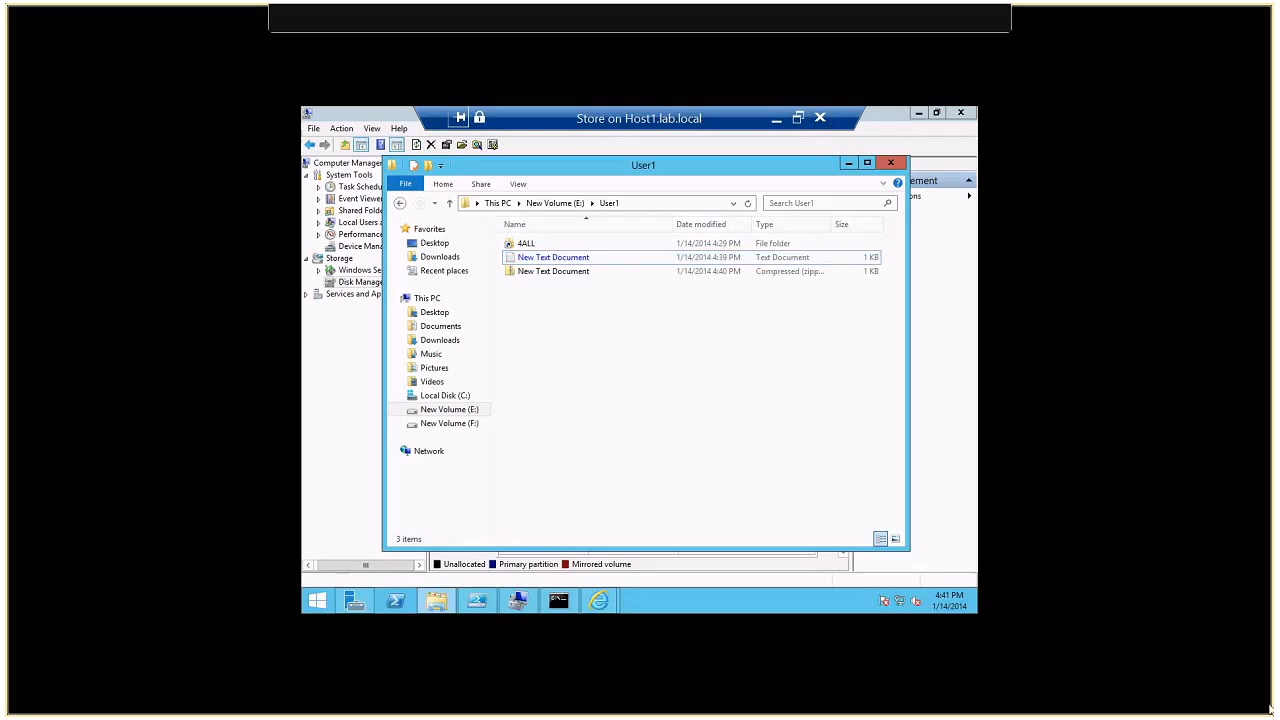 Store on Host1.lab.local
File Action View Help
Computer Manager
System Tools
Task Schedu
Event Viewer
Shared Folde
Local Users a
Performance
Device Mana
Storage
Windows Se
Disk Manage
Services and Ap
User1
File Home Share View
This PC New Volume (E:) User1
Search User1
Favorites
Desktop
Downloads
Recent places
This PC
Desktop
Documents
Downloads
Music
Pictures
Videos
Local Disk (C:)
New Volume (E:)
New Volume (F:)
Network
Name Date modified Type Size
4ALL 1/14/2014 4:29 PM File folder
New Text Document 1/14/2014 4:39 PM Text Document 1 KB
New Text Document 1/14/2014 4:40 PM Compressed (zipp... 1 KB
3 items
ement
ons
Unallocated Primary partition Mirrored volume
4:41 PM
1/14/2014